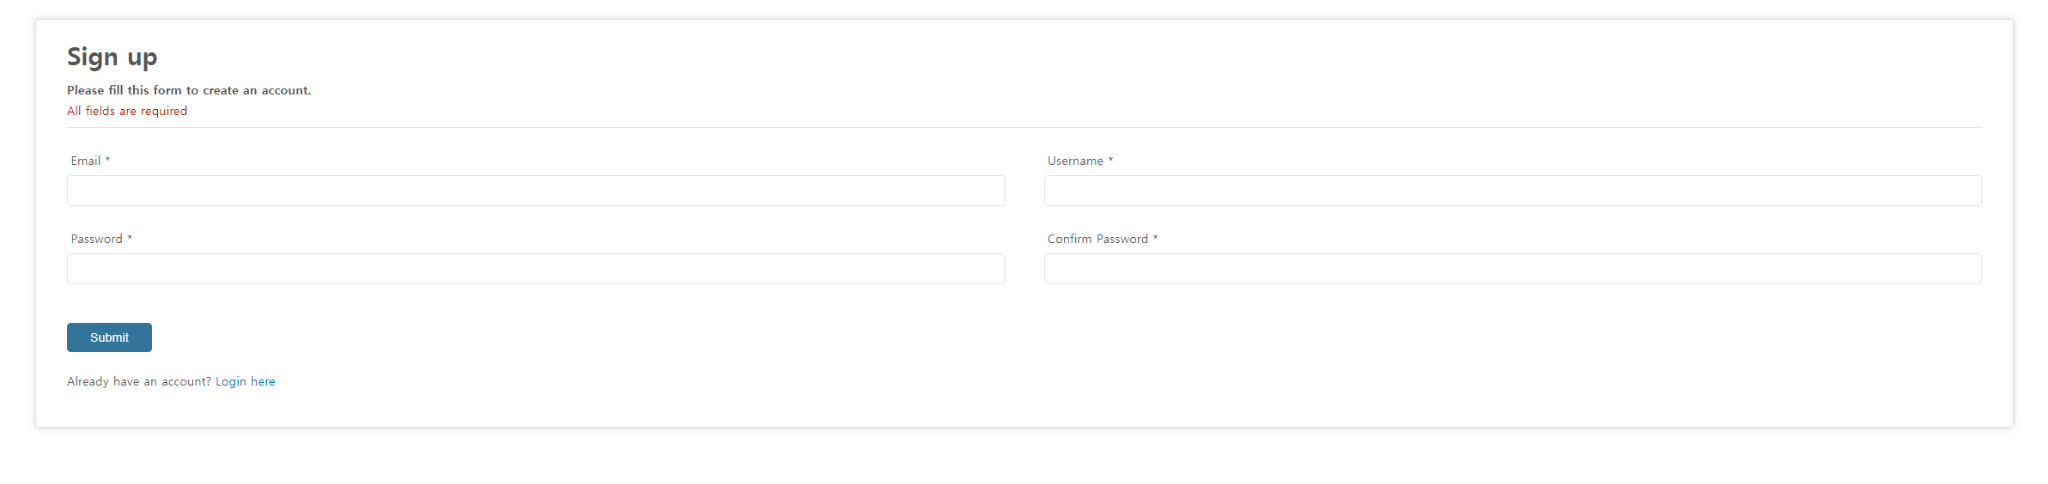 Sign up
Please fill this form to create an account.
All fields are required
Email *
Username *
Password *
Confirm Password *
Submit
Already have an account? Login here